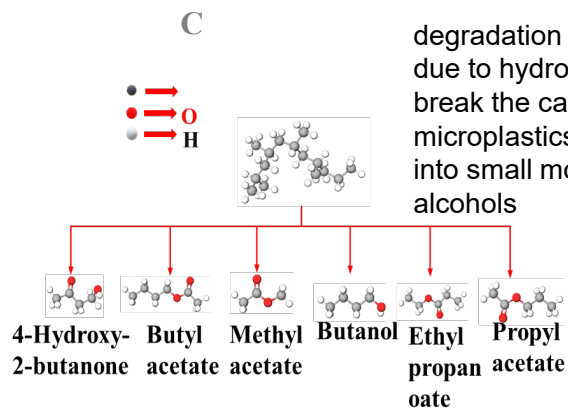 C
degradation
due to hydro
break the ca
microplastics
into small mo
alcohols
O
H
4-Hydroxy-
2-butanone
Butyl
acetate
Methyl
acetate
Butanol
Ethyl
propan
oate
Propyl
acetate